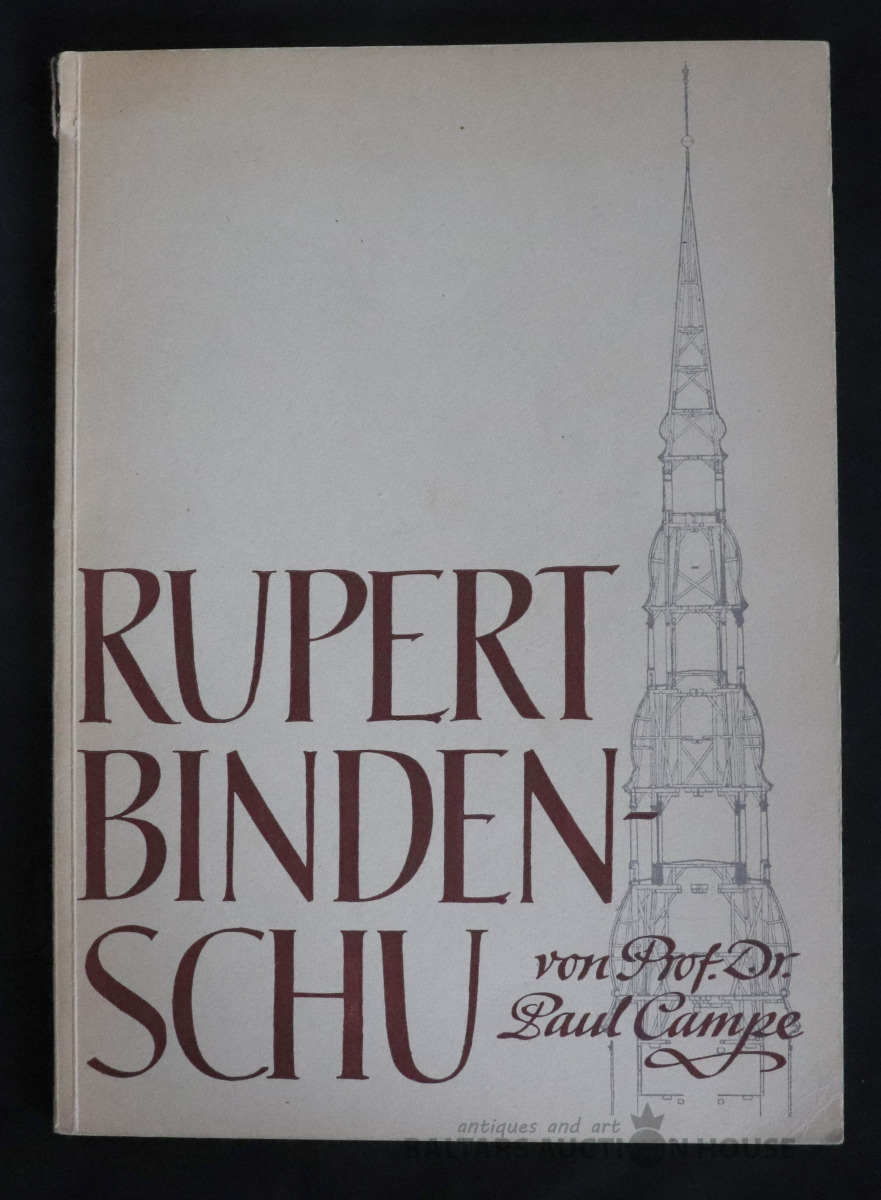 RUPERT
BINDEN-
SCHU
von Prof. Dr.
Paul Campe
antiques and art
BALTARS AUCTION HOUSE